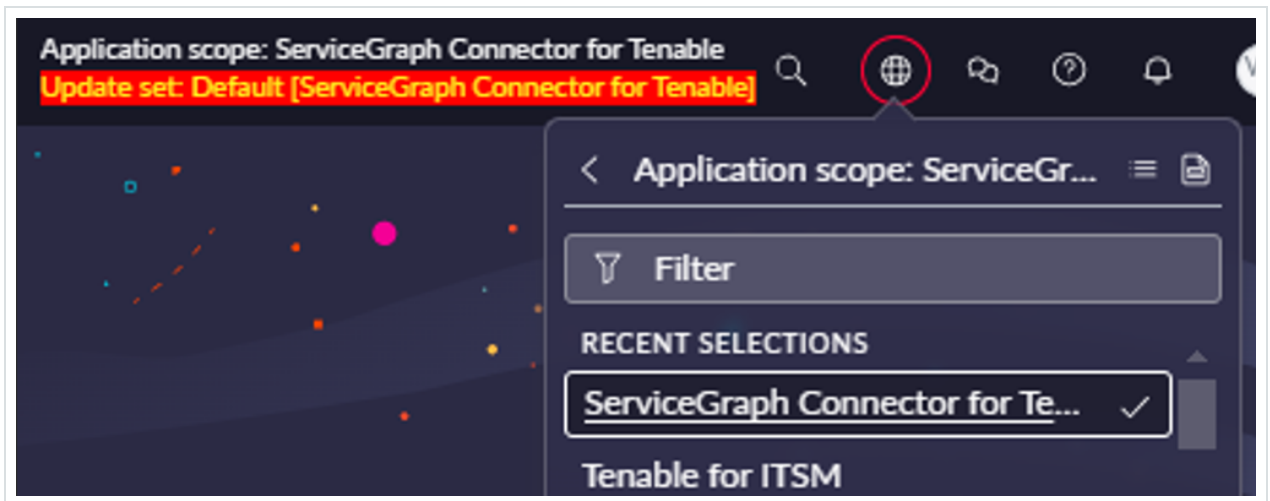 Application scope: ServiceGraph Connector for Tenable
Update set: Default [ServiceGraph Connector for Tenable]
Application scope: ServiceGr...
Filter
RECENT SELECTIONS
ServiceGraph Connector for Te...
Tenable for ITSM